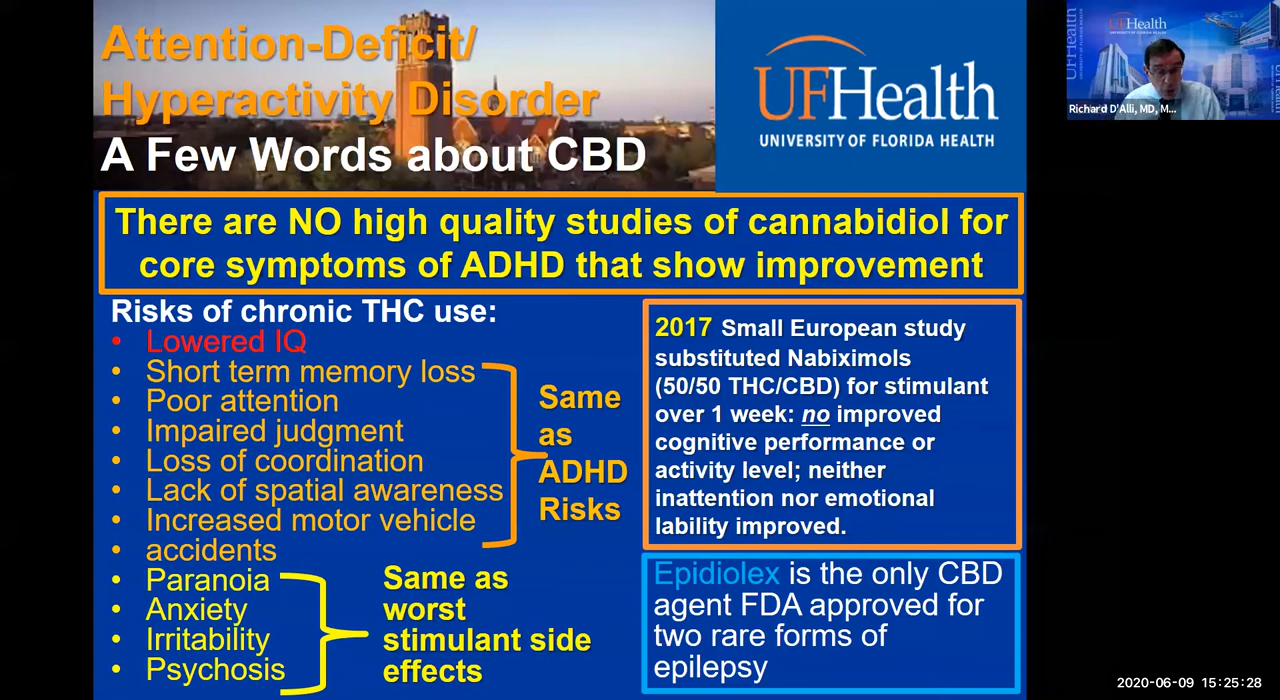 Attention-Deficit/
Hyperactivity Disorder
A Few Words about CBD
UFHealth
UNIVERSITY OF FLORIDA HEALTH
There are NO high quality studies of cannabidiol for
core symptoms of ADHD that show improvement
Risks of chronic THC use:
• Lowered IQ
• Short term memory loss
• Poor attention
• Impaired judgment
• Loss of coordination
• Lack of spatial awareness
• Increased motor vehicle
• accidents
Same
as
ADHD
Risks
• Paranoia
• Anxiety
• Irritability
• Psychosis
Same as
worst
stimulant side
effects
2017 Small European study
substituted Nabiximols
(50/50 THC/CBD) for stimulant
over 1 week: no improved
cognitive performance or
activity level; neither
inattention nor emotional
lability improved.
Epidiolex is the only CBD
agent FDA approved for
two rare forms of
epilepsy
UFHealth
Richard D'Alli, MD, M...
2020-06-09 15:25:28